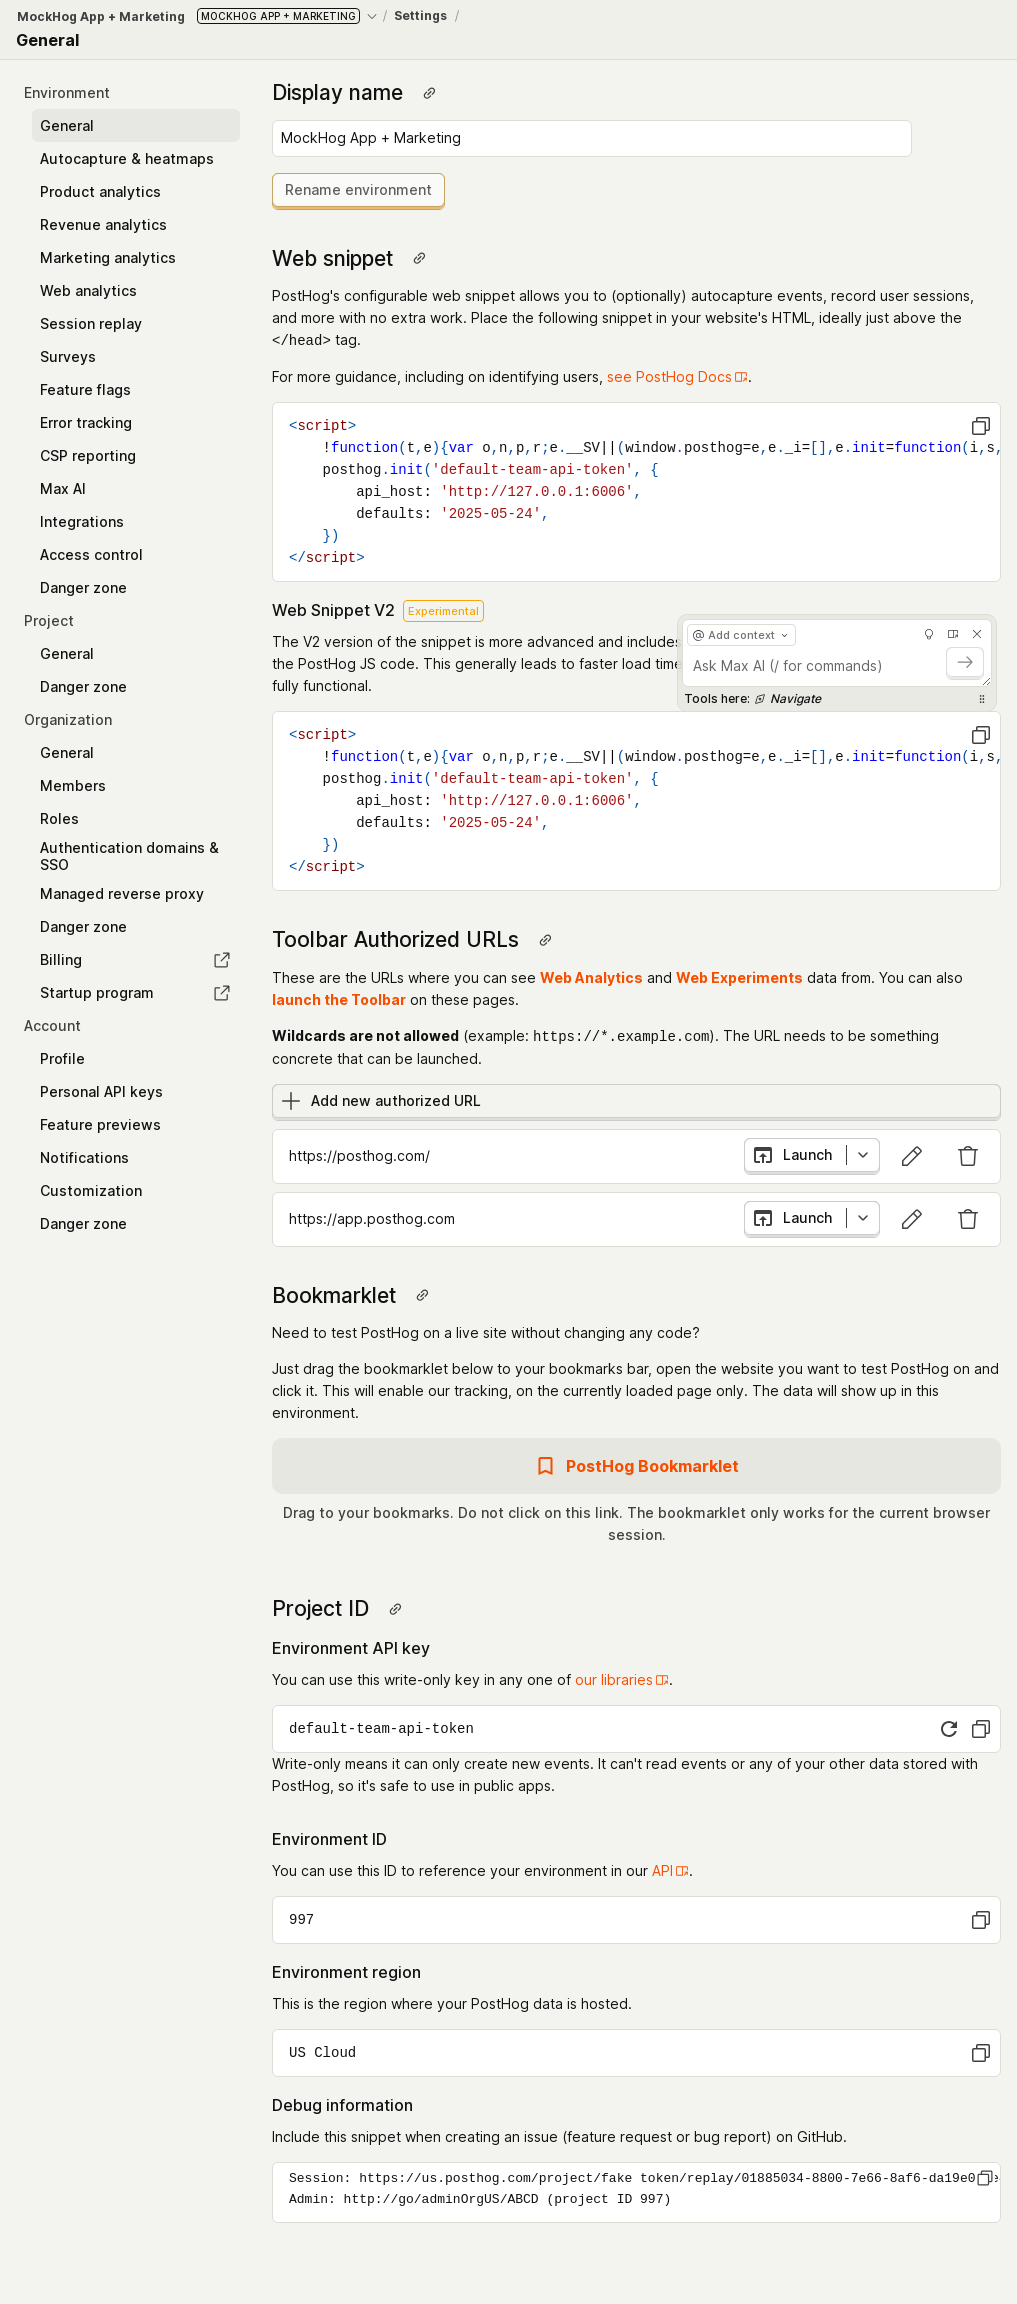 MockHog App + Marketing MOCKHOG APP + MARKETING / Settings /
General
Environment
General
Autocapture & heatmaps
Product analytics
Revenue analytics
Marketing analytics
Web analytics
Session replay
Surveys
Feature flags
Error tracking
CSP reporting
Max AI
Integrations
Access control
Danger zone
Project
General
Danger zone
Organization
General
Members
Roles
Authentication domains &
SSO
Managed reverse proxy
Danger zone
Billing
Startup program
Account
Profile
Personal API keys
Feature previews
Notifications
Customization
Danger zone
Display name
MockHog App + Marketing
Rename environment
Web snippet
PostHog's configurable web snippet allows you to (optionally) autocapture events, record user sessions,
and more with no extra work. Place the following snippet in your website's HTML, ideally just above the
</head> tag.
For more guidance, including on identifying users, see PostHog Docs.
<script>
!function(t,e){var o,n,p,r;e.__SV||(window.posthog=e,e._i=[],e.init=function(i,s,
posthog.init('default-team-api-token', {
api_host: 'http://127.0.0.1:6006',
defaults: '2025-05-24',
})
</script>
Web Snippet V2 Experimental
The V2 version of the snippet is more advanced and includes
the PostHog JS code. This generally leads to faster load time
fully functional.
@ Add context
Ask Max AI (/ for commands)
Tools here: Navigate
<script>
!function(t,e){var o,n,p,r;e.__SV||(window.posthog=e,e._i=[],e.init=function(i,s,
posthog.init('default-team-api-token', {
api_host: 'http://127.0.0.1:6006',
defaults: '2025-05-24',
})
</script>
Toolbar Authorized URLs
These are the URLs where you can see Web Analytics and Web Experiments data from. You can also
launch the Toolbar on these pages.
Wildcards are not allowed (example: https://*.example.com). The URL needs to be something
concrete that can be launched.
Add new authorized URL
https://posthog.com/ Launch
https://app.posthog.com Launch
Bookmarklet
Need to test PostHog on a live site without changing any code?
Just drag the bookmarklet below to your bookmarks bar, open the website you want to test PostHog on and
click it. This will enable our tracking, on the currently loaded page only. The data will show up in this
environment.
PostHog Bookmarklet
Drag to your bookmarks. Do not click on this link. The bookmarklet only works for the current browser
session.
Project ID
Environment API key
You can use this write-only key in any one of our libraries.
default-team-api-token
Write-only means it can only create new events. It can't read events or any of your other data stored with
PostHog, so it's safe to use in public apps.
Environment ID
You can use this ID to reference your environment in our API.
997
Environment region
This is the region where your PostHog data is hosted.
US Cloud
Debug information
Include this snippet when creating an issue (feature request or bug report) on GitHub.
Session: https://us.posthog.com/project/fake token/replay/01885034-8800-7e66-8af6-da19e0
Admin: http://go/adminOrgUS/ABCD (project ID 997)